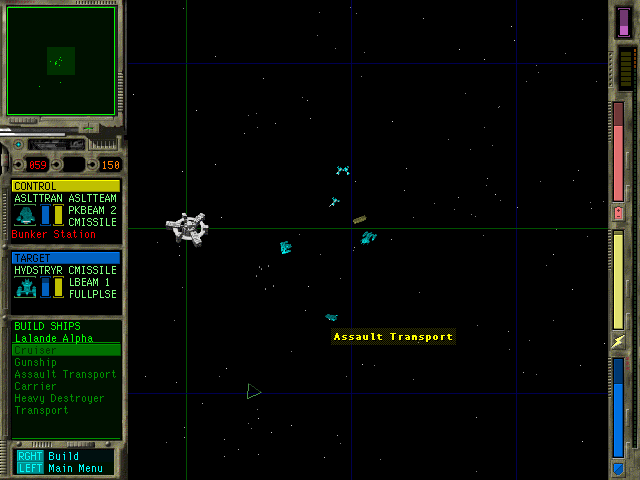 059 150
CONTROL
ASLTTRAN ASLTTEAM
PKBEAM 2
CMISSILE
Bunker Station
TARGET
HVDSTRYR CMISSILE
LBEAM 1
FULLPLSE
BUILD SHIPS
Lalande Alpha
Cruiser
Gunship
Assault Transport
Carrier
Heavy Destroyer
Transport
RGHT Build
LEFT Main Menu
Assault Transport